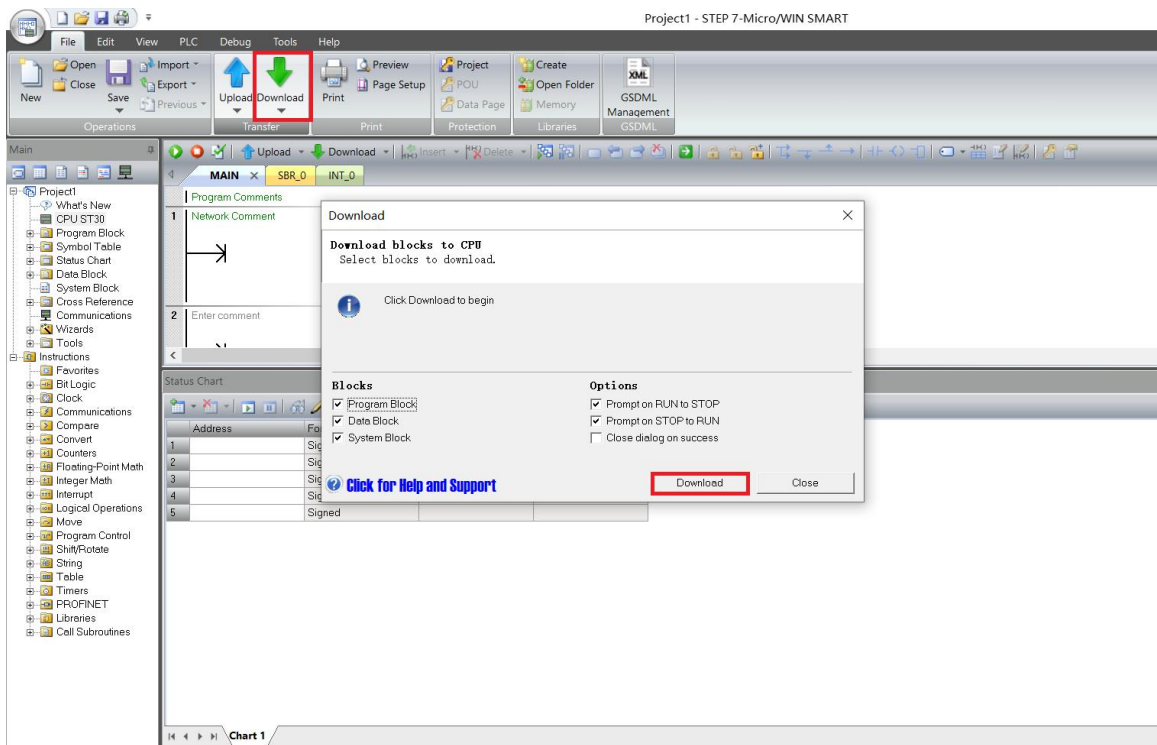 Project1 - STEP 7-Micro/WIN SMART
File Edit View PLC Debug Tools Help
New
Open
Close
Save
Import
Export
Previous
Operations
Upload
Download
Transfer
Print
Preview
Page Setup
Print
Project
POU
Data Page
Protection
Create
Open Folder
Memory
Libraries
XML
GSDML
Management
GSDML
Main
Project1
What's New
CPU ST30
Program Block
Symbol Table
Status Chart
Data Block
System Block
Cross Reference
Communications
Wizards
Tools
Instructions
Favorites
Bit Logic
Clock
Communications
Compare
Convert
Counters
Floating-Point Math
Integer Math
Interrupt
Logical Operations
Move
Program Control
Shift/Rotate
String
Table
Timers
PROFINET
Libraries
Call Subroutines
Upload Download Insert Delete
MAIN SBR_0 INT_0
Program Comments
1 Network Comment
2 Enter comment
Download
Download blocks to CPU
Select blocks to download.
Click Download to begin
Blocks
Program Block
Data Block
System Block
Options
Prompt on RUN to STOP
Prompt on STOP to RUN
Close dialog on success
Click for Help and Support
Download Close
Status Chart
Address Fo
1 Sig
2 Sig
3 Sig
4 Sig
5 Signed
Chart 1